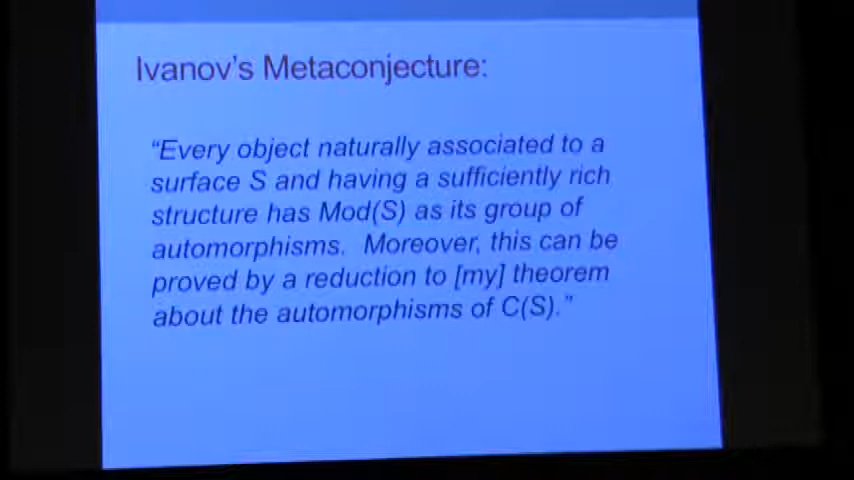 Ivanov's Metaconjecture:
“Every object naturally associated to a
surface S and having a sufficiently rich
structure has Mod(S) as its group of
automorphisms. Moreover, this can be
proved by a reduction to [my] theorem
about the automorphisms of C(S).”